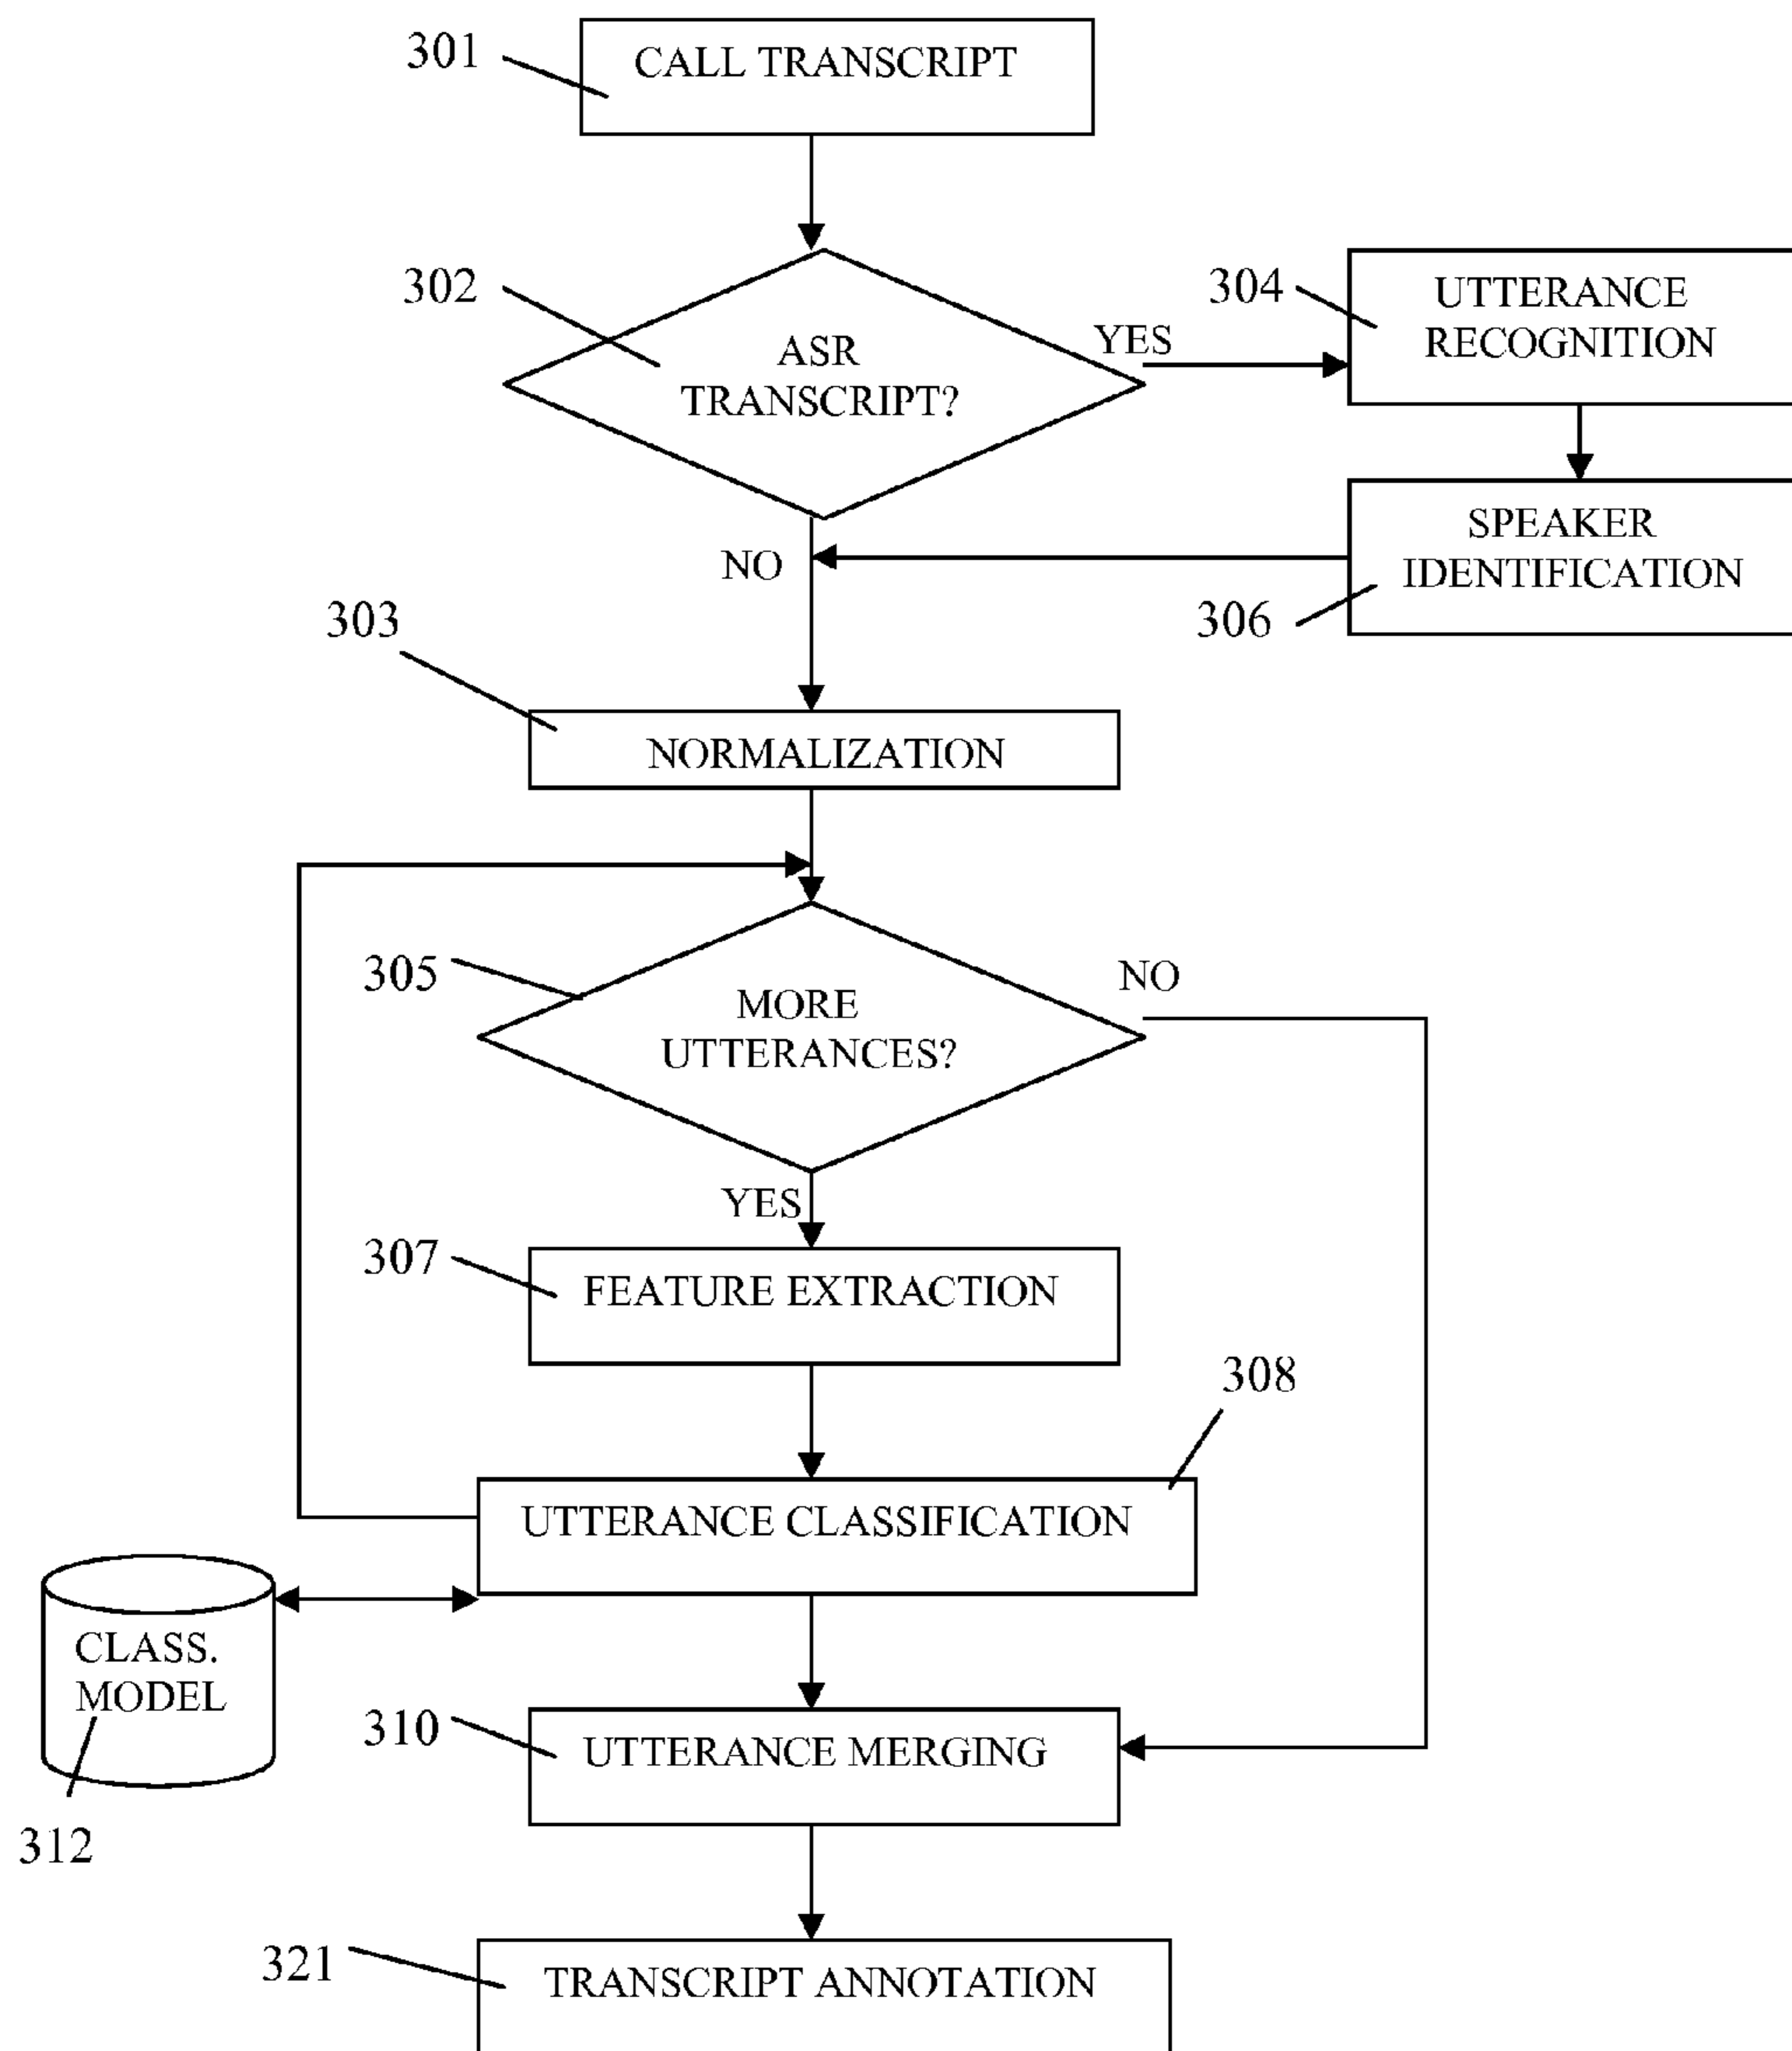 301
CALL TRANSCRIPT
302
ASR
TRANSCRIPT?
YES
304
UTTERANCE
RECOGNITION
NO
SPEAKER
IDENTIFICATION
306
303
NORMALIZATION
305
MORE
UTTERANCES?
NO
YES
307
FEATURE EXTRACTION
308
UTTERANCE CLASSIFICATION
CLASS.
MODEL
312
310
UTTERANCE MERGING
321
TRANSCRIPT ANNOTATION